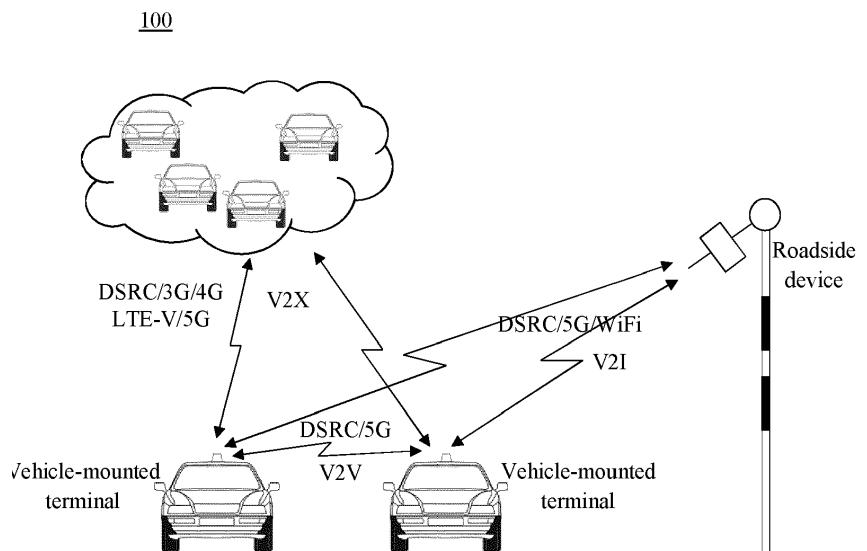 100
DSRC/3G/4G
LTE-V/5G
V2X
Roadside
device
DSRC/5G/WiFi
V2I
DSRC/5G
V2V
Vehicle-mounted
terminal
Vehicle-mounted
terminal